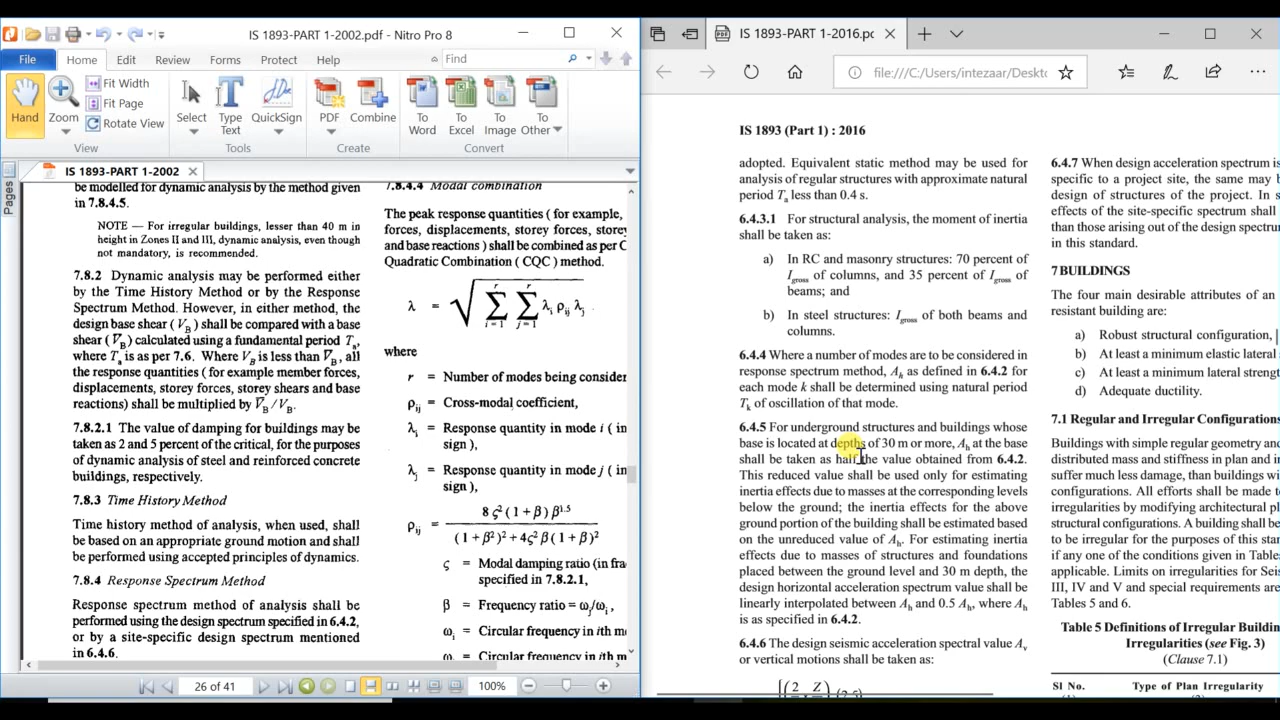 IS 1893-PART 1-2002.pdf - Nitro Pro 8
File
Home
Edit
Review
Forms
Protect
Help
Find
Hand
Zoom
Fit Width
Fit Page
Rotate View
View
Select
Type
Text
QuickSign
Tools
PDF
Combine
Create
To
Word
To
Excel
To
Image
To
Other
Convert
IS 1893-PART 1-2002
Pages
be modelled for dynamic analysis by the method given
in 7.8.4.5.
NOTE — For irregular buildings, lesser than 40 m in
height in Zones II and III, dynamic analysis, even though
not mandatory, is recommended.
7.8.2 Dynamic analysis may be performed either
by the Time History Method or by the Response
Spectrum Method. However, in either method, the
design base shear ( VB ) shall be compared with a base
shear ( V̄B ) calculated using a fundamental period Ta,
where Ta is as per 7.6. Where VB is less than V̄B, all
the response quantities (for example member forces,
displacements, storey forces, storey shears and base
reactions ) shall be multiplied by V̄B / VB.
7.8.2.1 The value of damping for buildings may be
taken as 2 and 5 percent of the critical, for the purposes
of dynamic analysis of steel and reinforced concrete
buildings, respectively.
7.8.3 Time History Method
Time history method of analysis, when used, shall
be based on an appropriate ground motion and shall
be performed using accepted principles of dynamics.
7.8.4 Response Spectrum Method
Response spectrum method of analysis shall be
performed using the design spectrum specified in 6.4.2,
or by a site-specific design spectrum mentioned
in 6.4.6.
7.8.4.4 Modal combination
The peak response quantities ( for example,
forces, displacements, storey forces, storey
and base reactions ) shall be combined as per C
Quadratic Combination ( CQC ) method.
λ = √ Σ i = 1 r Σ j = 1 r λi ρij λj
where
r = Number of modes being consider
ρij = Cross-modal coefficient,
λi = Response quantity in mode i ( in
sign ),
λj = Response quantity in mode j ( in
sign ),
ρij = 8 ζ² ( 1 + β ) β1.5
( 1 + β² )² + 4ζ² β ( 1 + β )²
ζ = Modal damping ratio (in fra
specified in 7.8.2.1,
β = Frequency ratio = ωj/ωi,
ωi = Circular frequency in ith m
ωj = Circular frequency in jth m
26 of 41
100%
IS 1893-PART 1-2016.pc
file:///C:/Users/intezaar/Deskto
IS 1893 (Part 1) : 2016
adopted. Equivalent static method may be used for
analysis of regular structures with approximate natural
period Ta less than 0.4 s.
6.4.3.1 For structural analysis, the moment of inertia
shall be taken as:
a) In RC and masonry structures: 70 percent of
Igross of columns, and 35 percent of Igross of
beams; and
b) In steel structures: Igross of both beams and
columns.
6.4.4 Where a number of modes are to be considered in
response spectrum method, Ah as defined in 6.4.2 for
each mode k shall be determined using natural period
Tk of oscillation of that mode.
6.4.5 For underground structures and buildings whose
base is located at depths of 30 m or more, Ah at the base
shall be taken as half the value obtained from 6.4.2.
This reduced value shall be used only for estimating
inertia effects due to masses at the corresponding levels
below the ground; the inertia effects for the above
ground portion of the building shall be estimated based
on the unreduced value of Ah. For estimating inertia
effects due to masses of structures and foundations
placed between the ground level and 30 m depth, the
design horizontal acceleration spectrum value shall be
linearly interpolated between Ah and 0.5 Ah, where Ah
is as specified in 6.4.2.
6.4.6 The design seismic acceleration spectral value Av
or vertical motions shall be taken as:
6.4.7 When design acceleration spectrum is
specific to a project site, the same may b
design of structures of the project. In s
effects of the site-specific spectrum shall
than those arising out of the design spectru
in this standard.
7 BUILDINGS
The four main desirable attributes of an
resistant building are:
a) Robust structural configuration,
b) At least a minimum elastic lateral
c) At least a minimum lateral streng
d) Adequate ductility.
7.1 Regular and Irregular Configurations
Buildings with simple regular geometry and
distributed mass and stiffness in plan and in
suffer much less damage, than buildings wi
configurations. All efforts shall be made to
irregularities by modifying architectural pl
structural configurations. A building shall be
to be irregular for the purposes of this stan
if any one of the conditions given in Tables
applicable. Limits on irregularities for Seis
III, IV and V and special requirements are
Tables 5 and 6.
Table 5 Definitions of Irregular Buildin
Irregularities (see Fig. 3)
(Clause 7.1)
Sl No. Type of Plan Irregularity